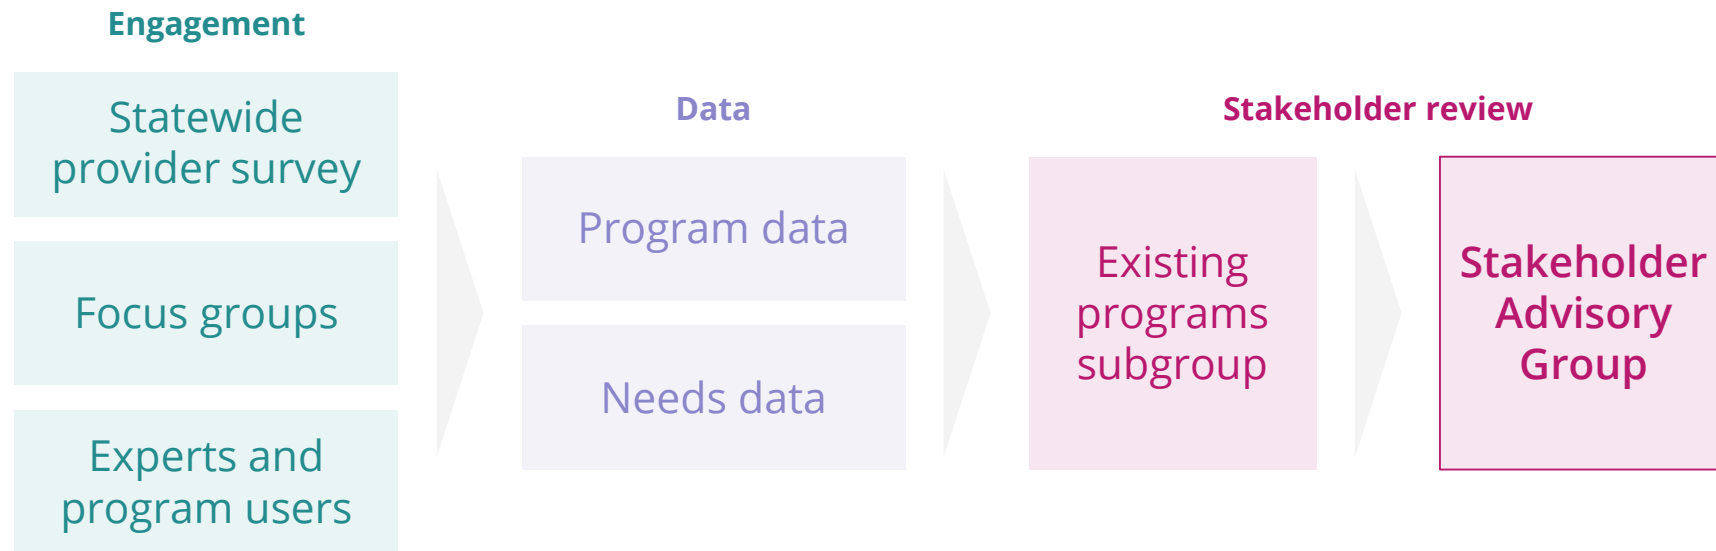 Engagement
Statewide
provider survey
Focus groups
Experts and
program users
Data
Program data
Needs data
Stakeholder review
Existing
programs
subgroup
Stakeholder
Advisory
Group